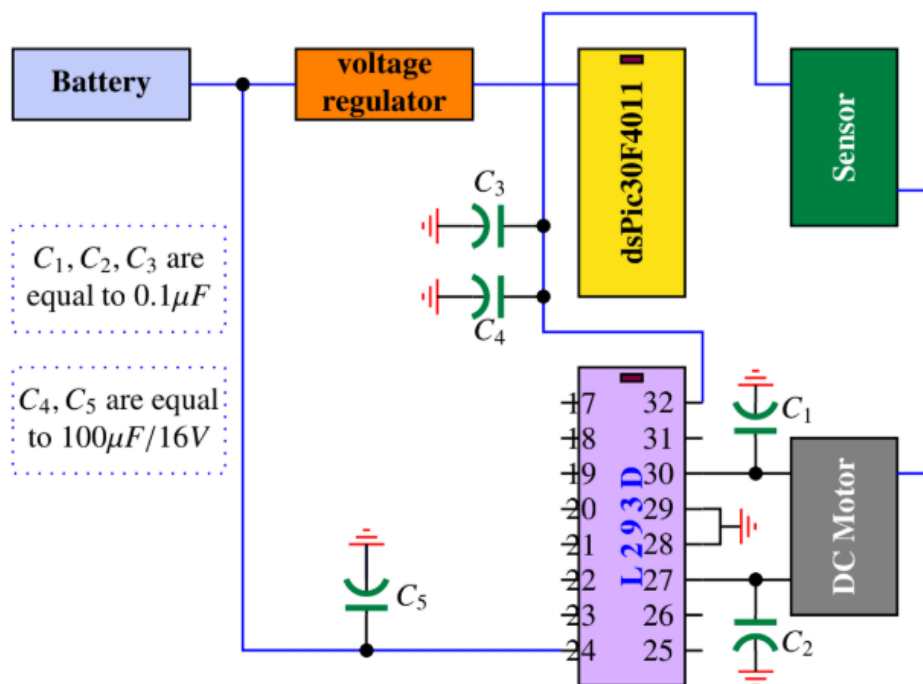 Battery
voltage
regulator
dsPic30F4011
Sensor
C₃
C₄
C₁, C₂, C₃ are
equal to 0.1μF
C₄, C₅ are equal
to 100μF/16V
17 32
18 31
19 30
20 29
21 28
22 27
23 26
24 25
L293D
C₁
DC Motor
C₅
C₂